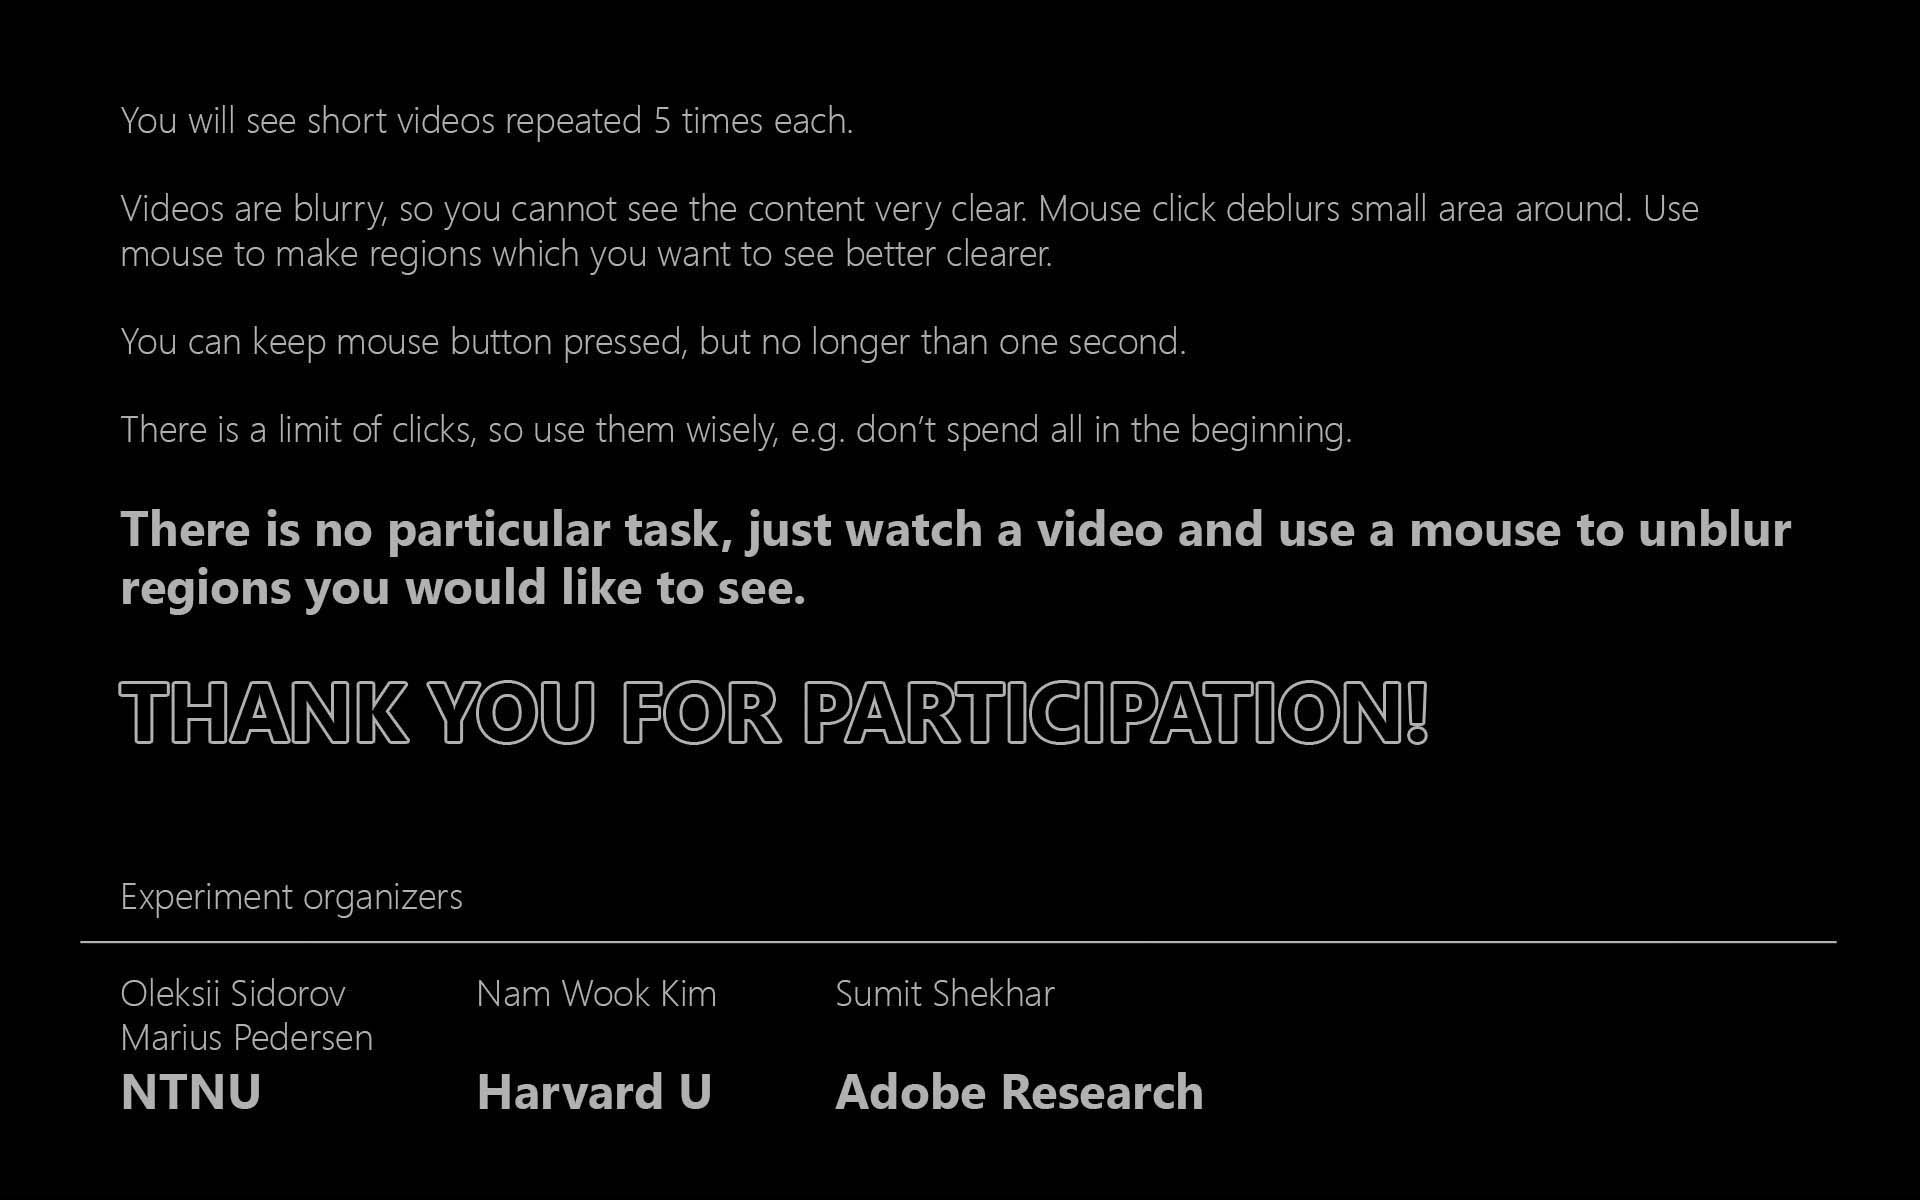 You will see short videos repeated 5 times each.
Videos are blurry, so you cannot see the content very clear. Mouse click deblurs small area around. Use
mouse to make regions which you want to see better clearer.
You can keep mouse button pressed, but no longer than one second.
There is a limit of clicks, so use them wisely, e.g. don’t spend all in the beginning.
There is no particular task, just watch a video and use a mouse to unblur
regions you would like to see.
THANK YOU FOR PARTICIPATION!
Experiment organizers
Oleksii Sidorov
Marius Pedersen
NTNU
Nam Wook Kim
Harvard U
Sumit Shekhar
Adobe Research